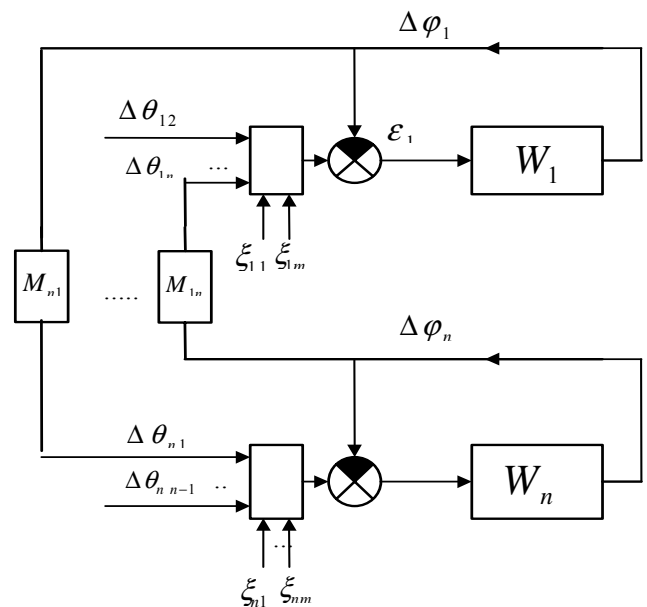 Δφ₁
Δθ₁₂
Δθ₁ₙ ...
ε₁
W₁
ξ₁₁ ξ₁ₘ
Mₙ₁ ..... M₁ₙ
Δφₙ
Δθₙ₁
Δθₙ ₙ₋₁ ..
Wₙ
...
ξₙ₁ ξₙₘ